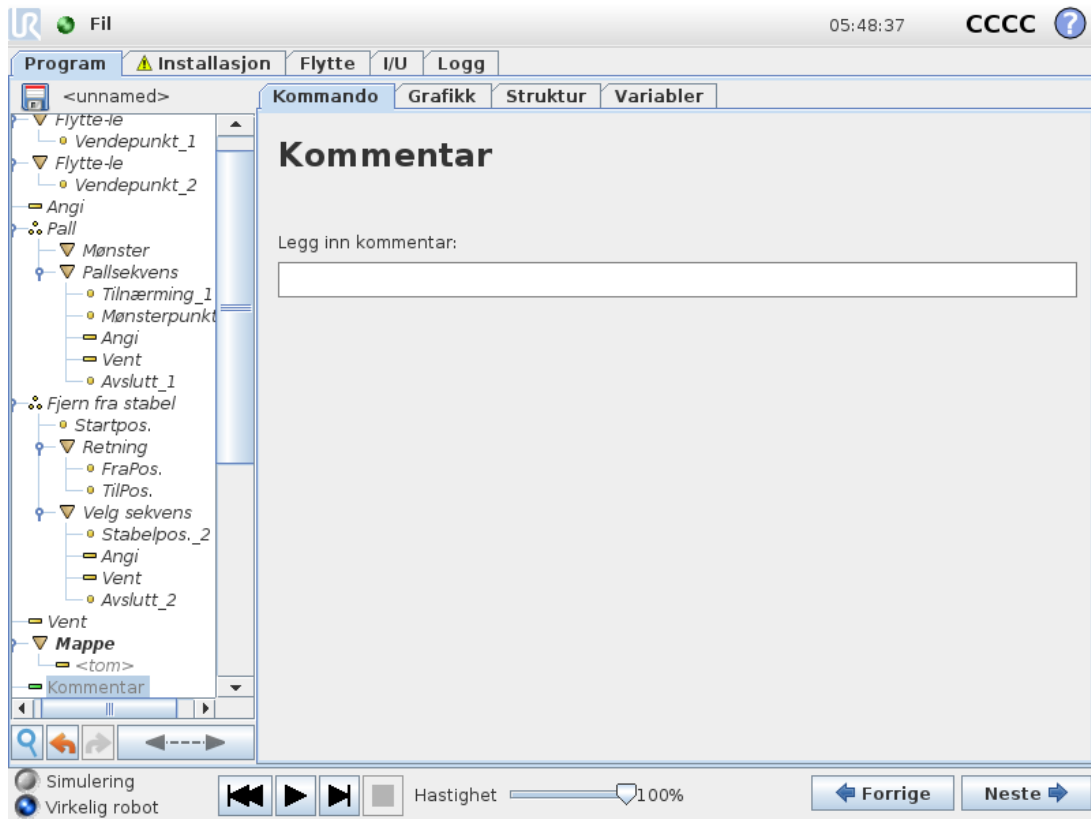 UR Fil 05:48:37 CCCC ?
Program Installasjon Flytte I/U Logg
<unnamed>
Kommando Grafikk Struktur Variabler
Flytte-le
Vendepunkt_1
Flytte-le
Vendepunkt_2
Angi
Pall
Mønster
Pallsekvens
Tilnærming_1
Mønsterpunkt
Angi
Vent
Avslutt_1
Fjern fra stabel
Startpos.
Retning
FraPos.
TilPos.
Velg sekvens
Stabelpos._2
Angi
Vent
Avslutt_2
Vent
Mappe
<tom>
Kommentar
Kommentar
Legg inn kommentar:
Simulering
Virkelig robot
Hastighet 100%
Forrige Neste